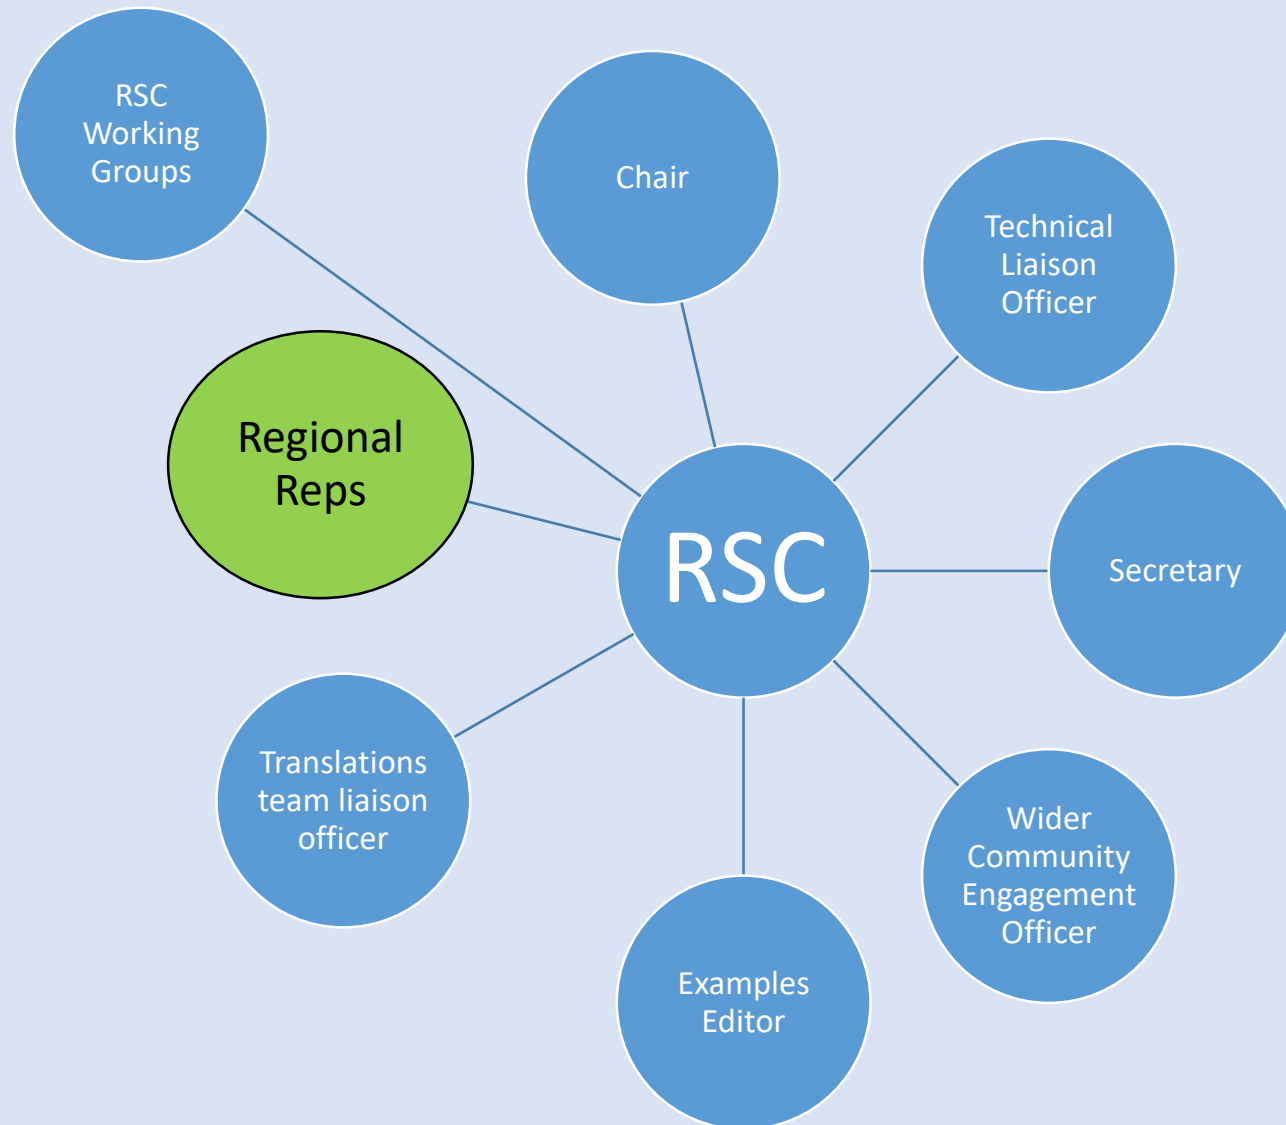 RSC
Working
Groups
Chair
Technical
Liaison
Officer
Regional
Reps
RSC
Secretary
Translations
team liaison
officer
Wider
Community
Engagement
Officer
Examples
Editor